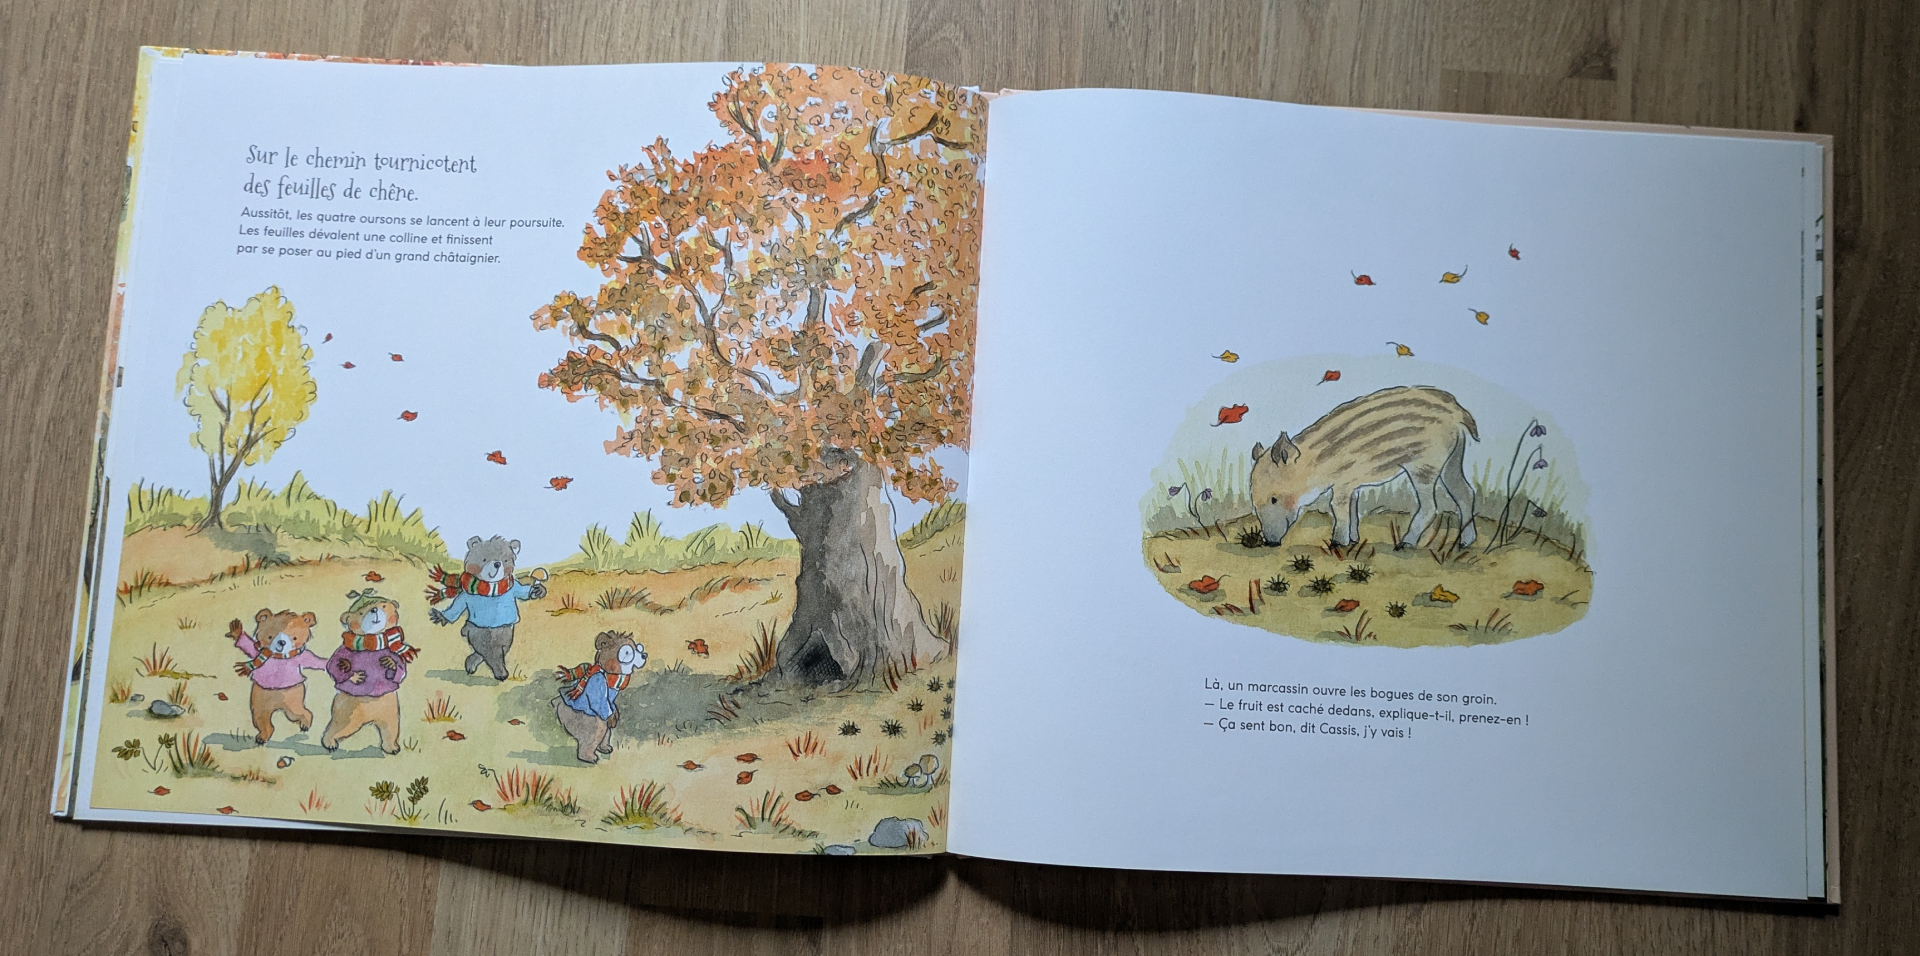 Sur le chemin tournicotent
des feuilles de chêne.
Aussitôt, les quatre oursons se lancent à leur poursuite.
Les feuilles dévalent une colline et finissent
par se poser au pied d'un grand châtaignier.
Là, un marcassin ouvre les bogues de son groin.
– Le fruit est caché dedans, explique-t-il, prenez-en !
– Ça sent bon, dit Cassis, j'y vais !